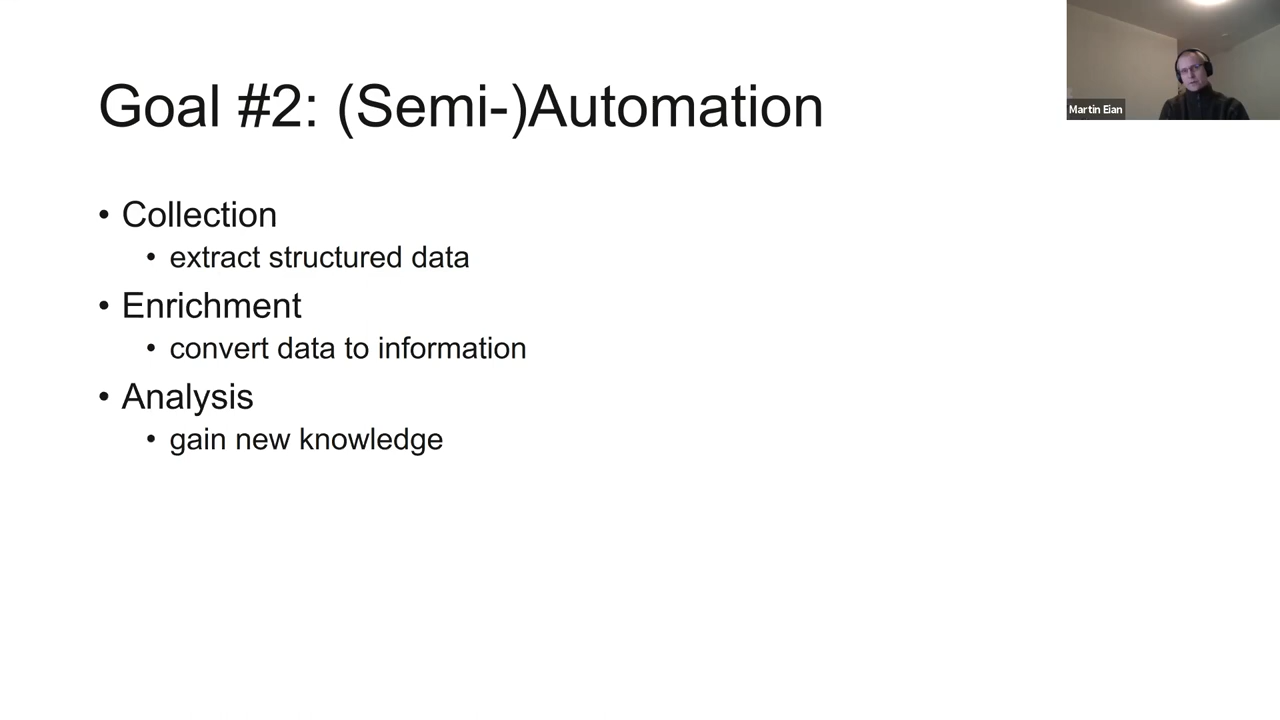 Goal #2: (Semi-)Automation
• Collection
• extract structured data
• Enrichment
• convert data to information
• Analysis
• gain new knowledge
Martin Eian